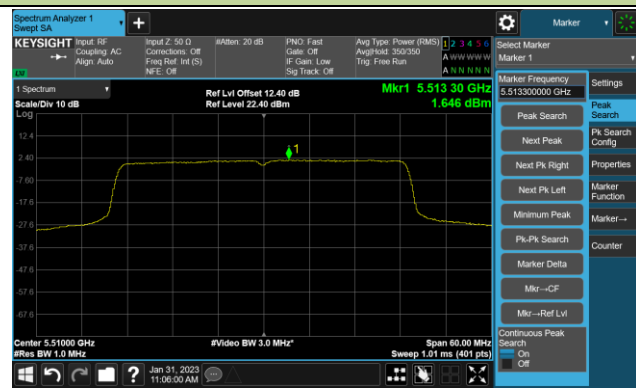 Spectrum Analyzer 1
Swept SA
+
Marker
KEYSIGHT
Input: RF
Coupling: AC
Align: Auto
Input Z: 50 Ω
Corrections: Off
Freq Ref: Int (S)
NFE: Off
#Atten: 20 dB
PNO: Fast
Gate: Off
IF Gain: Low
Sig Track: Off
Avg Type: Power (RMS)
Avg|Hold: 350/350
Trig: Free Run
1 2 3 4 5 6
A W W W W W
A N N N N N
Select Marker
Marker 1
1 Spectrum
Scale/Div 10 dB
Log
Ref Lvl Offset 12.40 dB
Ref Level 22.40 dBm
Mkr1 5.513 30 GHz
1.646 dBm
12.4
2.40
-7.60
-17.6
-27.6
-37.6
-47.6
-57.6
-67.6
1
Center 5.51000 GHz
#Res BW 1.0 MHz
#Video BW 3.0 MHz*
Span 60.00 MHz
Sweep 1.01 ms (401 pts)
Marker Frequency
5.513300000 GHz
Peak Search
Next Peak
Next Pk Right
Next Pk Left
Minimum Peak
Pk-Pk Search
Marker Delta
Mkr→CF
Mkr→Ref Lvl
Continuous Peak
Search
On
Off
Settings
Peak
Search
Pk Search
Config
Properties
Marker
Function
Marker→
Counter
?
Jan 31, 2023
11:06:00 AM